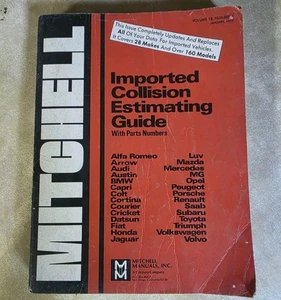 This Have Completely Updates And Replaces
All Of Your Data For Imported Vehicles.
It Covers 28 Makes And Over 160 Models
MITCHELL
Imported
Collision
Estimating
Guide
With Parts Numbers
Alfa Romeo
Arrow
Audi
Austin
BMW
Capri
Colt
Cortina
Courier
Cricket
Datsun
Fiat
Honda
Jaguar
Luv
Mazda
Mercedes
MG
Opel
Peugeot
Porsche
Renault
Saab
Subaru
Toyota
Triumph
Volkswagen
Volvo
MITCHELL
MANUALS, INC.